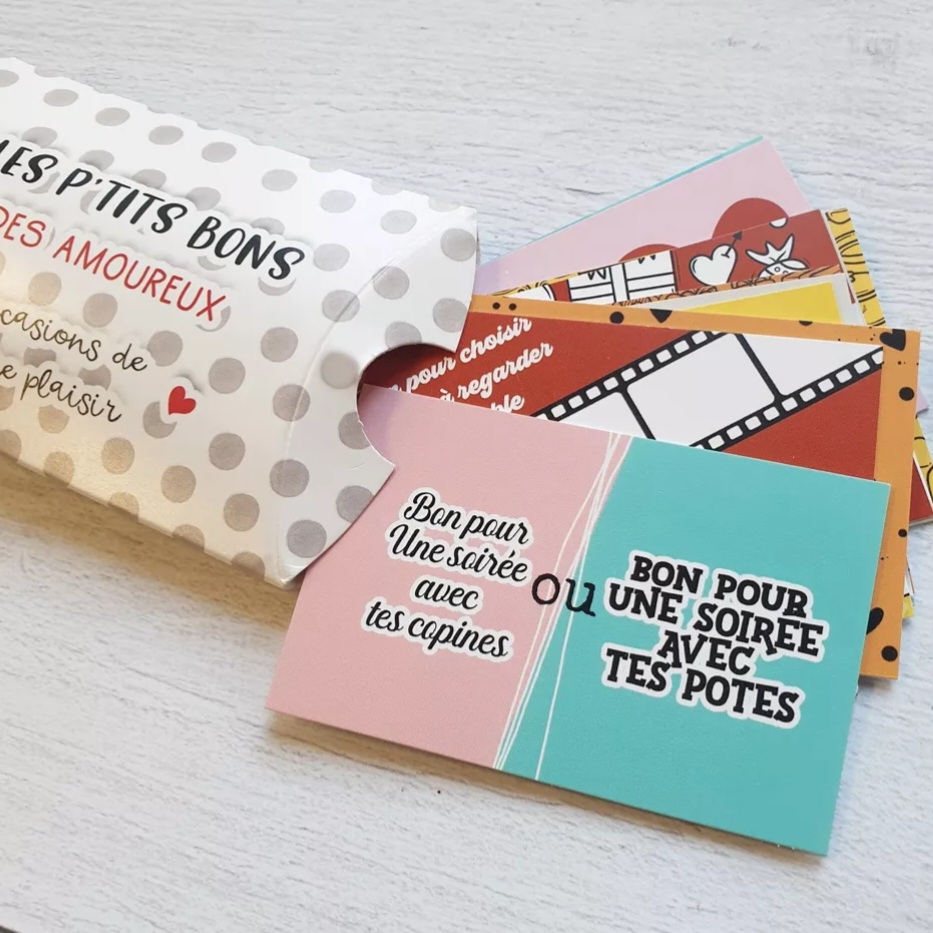 LES P'TITS BONS
DES AMOUREUX
casions de
e plaisir
pour choisir
à regarder
Bon pour
Une soirée
avec
tes copines
ou
BON POUR
UNE SOIRÉE
AVEC
TES POTES